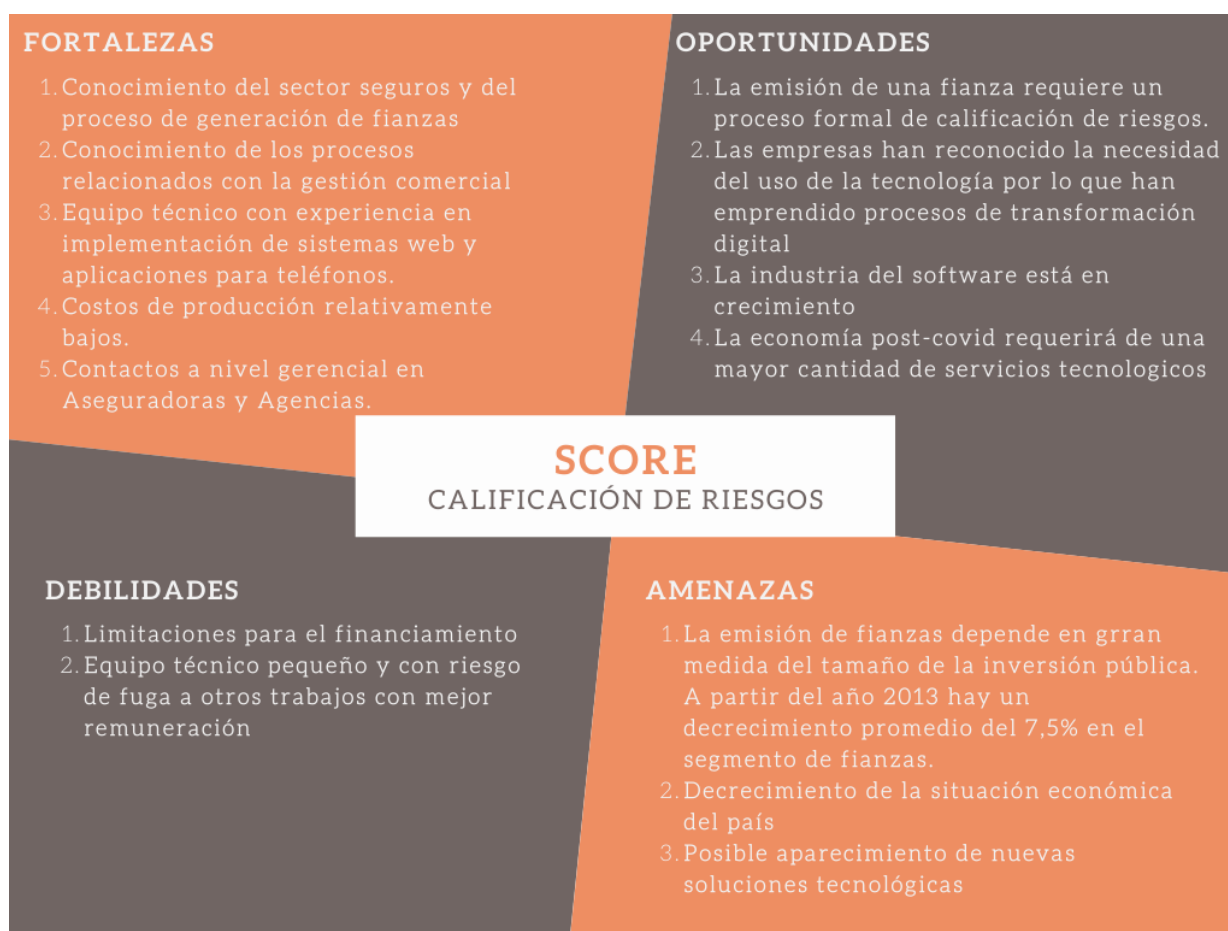 FORTALEZAS
1. Conocimiento del sector seguros y del
proceso de generación de fianzas
2. Conocimiento de los procesos
relacionados con la gestión comercial
3. Equipo técnico con experiencia en
implementación de sistemas web y
aplicaciones para teléfonos.
4. Costos de producción relativamente
bajos.
5. Contactos a nivel gerencial en
Aseguradoras y Agencias.
OPORTUNIDADES
1. La emisión de una fianza requiere un
proceso formal de calificación de riesgos.
2. Las empresas han reconocido la necesidad
del uso de la tecnología por lo que han
emprendido procesos de transformación
digital
3. La industria del software está en
crecimiento
4. La economía post-covid requerirá de una
mayor cantidad de servicios tecnologicos
SCORE
CALIFICACIÓN DE RIESGOS
DEBILIDADES
1. Limitaciones para el financiamiento
2. Equipo técnico pequeño y con riesgo
de fuga a otros trabajos con mejor
remuneración
AMENAZAS
1. La emisión de fianzas depende en grran
medida del tamaño de la inversión pública.
A partir del año 2013 hay un
decrecimiento promedio del 7,5% en el
segmento de fianzas.
2. Decrecimiento de la situación económica
del país
3. Posible aparecimiento de nuevas
soluciones tecnológicas